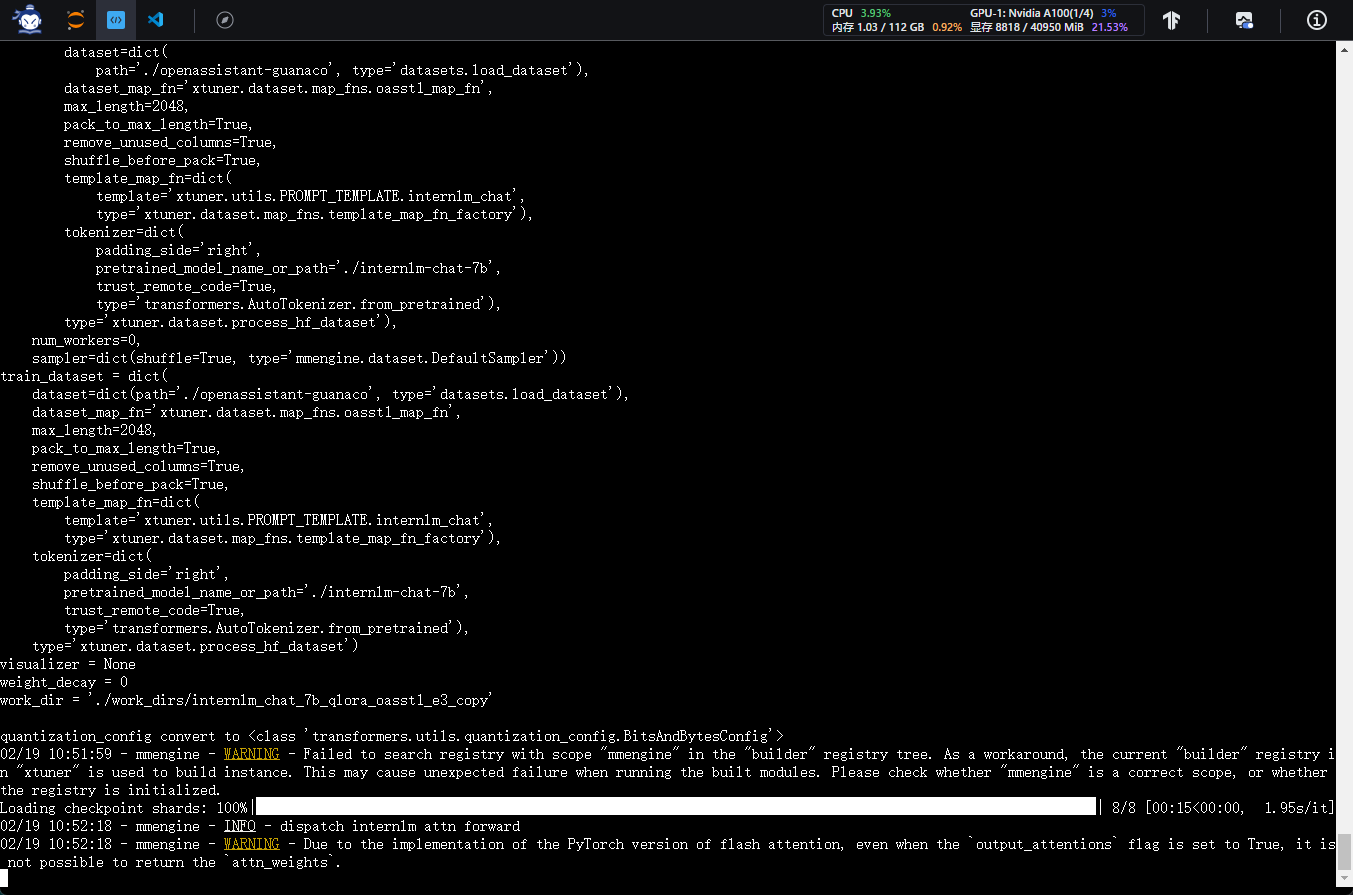 CPU 3.93% GPU-1: Nvidia A100(1/4) 3%
内存 1.03 / 112 GB 0.92% 显存 8818 / 40950 MiB 21.53%
dataset=dict(
path='./openassistant-guanaco', type='datasets.load_dataset'),
dataset_map_fn='xtuner.dataset.map_fns.oasst1_map_fn',
max_length=2048,
pack_to_max_length=True,
remove_unused_columns=True,
shuffle_before_pack=True,
template_map_fn=dict(
template='xtuner.utils.PROMPT_TEMPLATE.internlm_chat',
type='xtuner.dataset.map_fns.template_map_fn_factory'),
tokenizer=dict(
padding_side='right',
pretrained_model_name_or_path='./internlm-chat-7b',
trust_remote_code=True,
type='transformers.AutoTokenizer.from_pretrained'),
type='xtuner.dataset.process_hf_dataset'),
num_workers=0,
sampler=dict(shuffle=True, type='mmengine.dataset.DefaultSampler'))
train_dataset = dict(
dataset=dict(path='./openassistant-guanaco', type='datasets.load_dataset'),
dataset_map_fn='xtuner.dataset.map_fns.oasst1_map_fn',
max_length=2048,
pack_to_max_length=True,
remove_unused_columns=True,
shuffle_before_pack=True,
template_map_fn=dict(
template='xtuner.utils.PROMPT_TEMPLATE.internlm_chat',
type='xtuner.dataset.map_fns.template_map_fn_factory'),
tokenizer=dict(
padding_side='right',
pretrained_model_name_or_path='./internlm-chat-7b',
trust_remote_code=True,
type='transformers.AutoTokenizer.from_pretrained'),
type='xtuner.dataset.process_hf_dataset')
visualizer = None
weight_decay = 0
work_dir = './work_dirs/internlm_chat_7b_qlora_oasst1_e3_copy'
quantization_config convert to <class 'transformers.utils.quantization_config.BitsAndBytesConfig'>
02/19 10:51:59 - mmengine - WARNING - Failed to search registry with scope "mmengine" in the "builder" registry tree. As a workaround, the current "builder" registry i
n "xtuner" is used to build instance. This may cause unexpected failure when running the built modules. Please check whether "mmengine" is a correct scope, or whether
the registry is initialized.
Loading checkpoint shards: 100%| | 8/8 [00:15<00:00, 1.95s/it]
02/19 10:52:18 - mmengine - INFO - dispatch internlm attn forward
02/19 10:52:18 - mmengine - WARNING - Due to the implementation of the PyTorch version of flash attention, even when the `output_attentions` flag is set to True, it is
not possible to return the `attn_weights`.